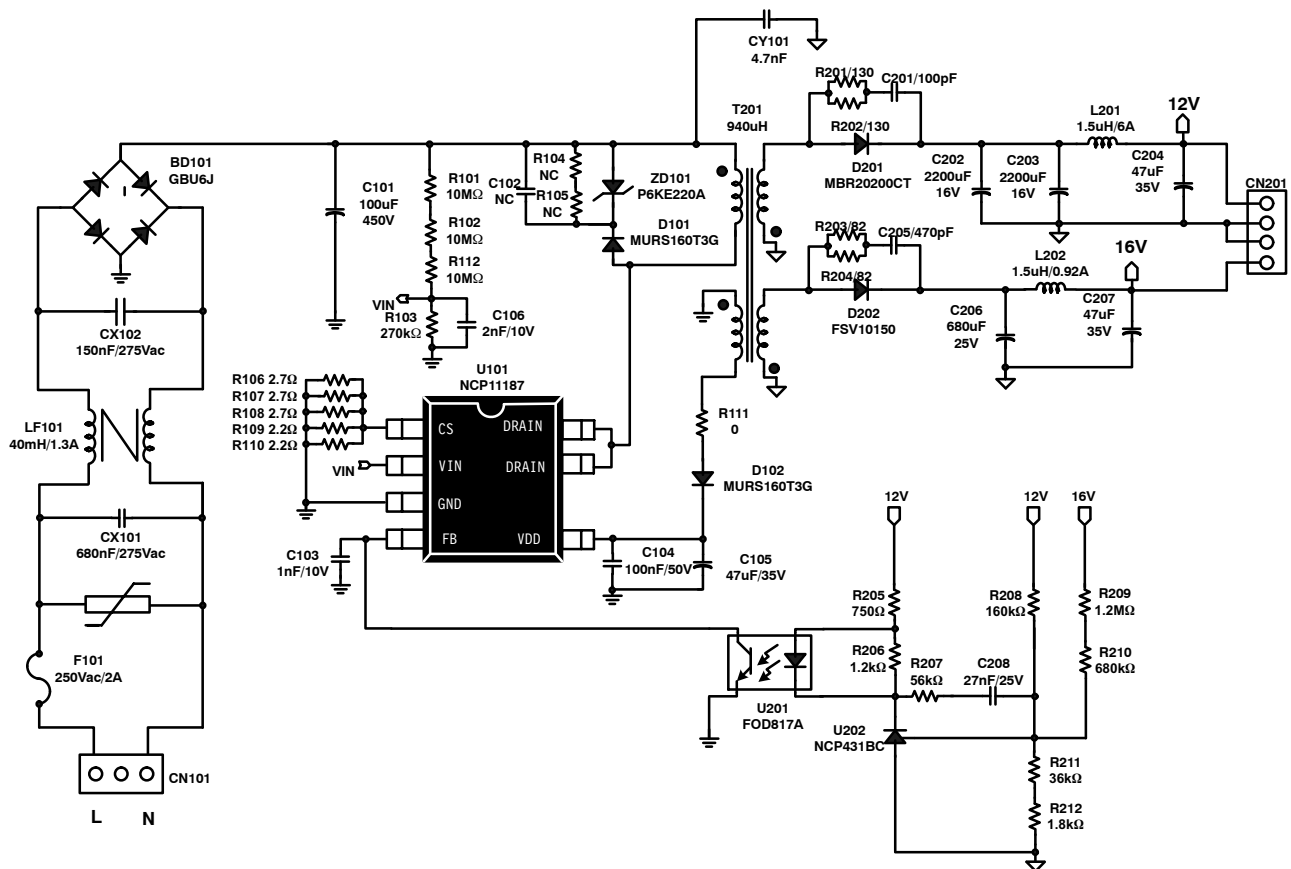 CY101
4.7nF
R201/130
C201/100pF
T201
940uH
R202/130
D201
MBR20200CT
L201
1.5uH/6A
12V
BD101
GBU6J
C101
100uF
450V
R101
10MΩ
R102
10MΩ
R112
10MΩ
C102
NC
R104
NC
R105
NC
ZD101
P6KE220A
D101
MURS160T3G
C202
2200uF
16V
C203
2200uF
16V
C204
47uF
35V
CN201
R203/82
C205/470pF
R204/82
D202
FSV10150
L202
1.5uH/0.92A
16V
C206
680uF
25V
C207
47uF
35V
VIN
R103
270kΩ
C106
2nF/10V
CX102
150nF/275Vac
U101
NCP11187
R106 2.7Ω
R107 2.7Ω
R108 2.7Ω
R109 2.2Ω
R110 2.2Ω
CS
DRAIN
VIN
VIN
DRAIN
GND
FB
VDD
R111
0
D102
MURS160T3G
LF101
40mH/1.3A
CX101
680nF/275Vac
C103
1nF/10V
C104
100nF/50V
C105
47uF/35V
12V
12V
16V
R205
750Ω
R208
160kΩ
R209
1.2MΩ
R206
1.2kΩ
R207
56kΩ
C208
27nF/25V
R210
680kΩ
F101
250Vac/2A
U201
FOD817A
U202
NCP431BC
R211
36kΩ
R212
1.8kΩ
CN101
L
N